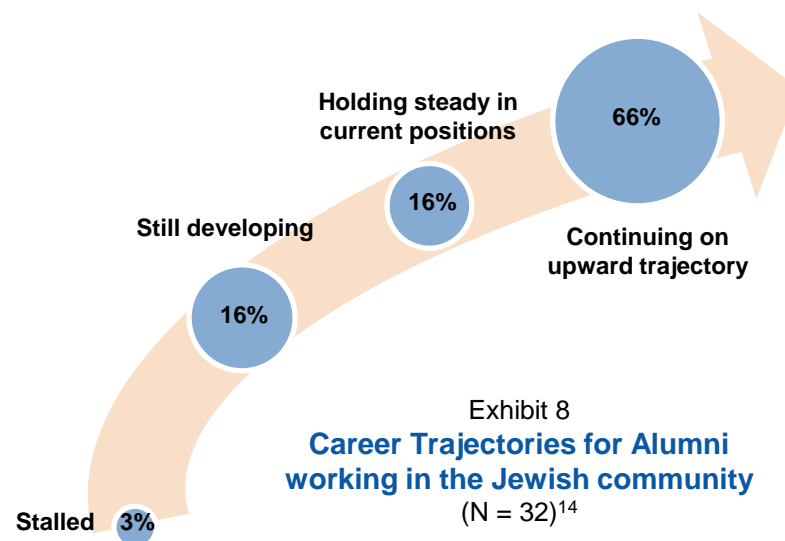 Holding steady in
current positions
66%
16%
Still developing
Continuing on
upward trajectory
16%
Exhibit 8
Career Trajectories for Alumni
working in the Jewish community
(N = 32)14
Stalled
3%